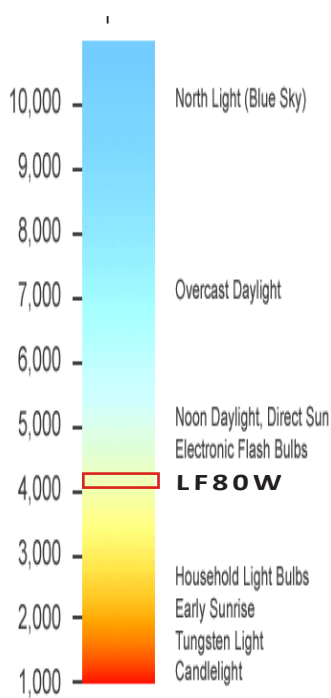 10,000 North Light (Blue Sky)
9,000
8,000
7,000 Overcast Daylight
6,000
5,000 Noon Daylight, Direct Sun
Electronic Flash Bulbs
4,000 LF80W
3,000
Household Light Bulbs
2,000 Early Sunrise
Tungsten Light
1,000 Candlelight